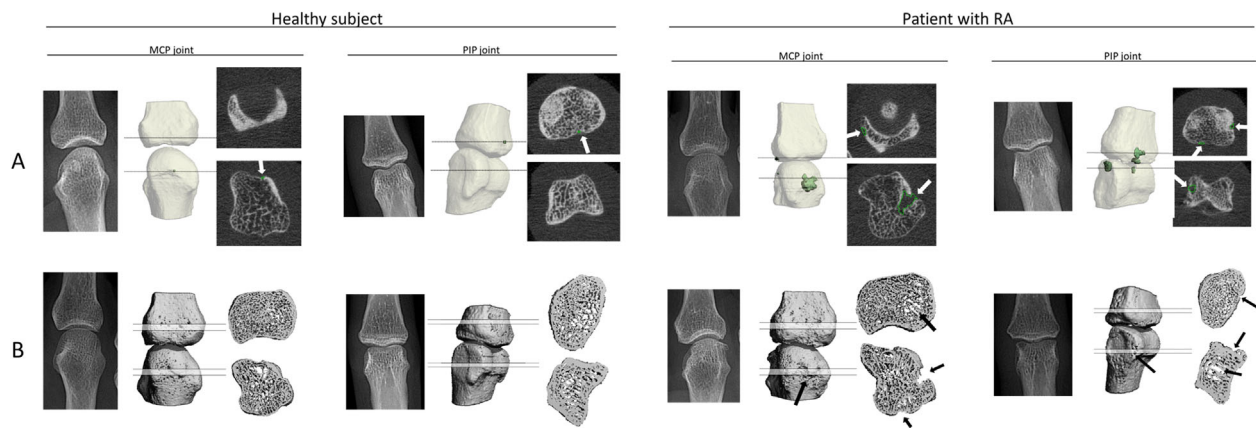 Healthy subject
Patient with RA
MCP joint
PIP joint
MCP joint
PIP joint
A
B